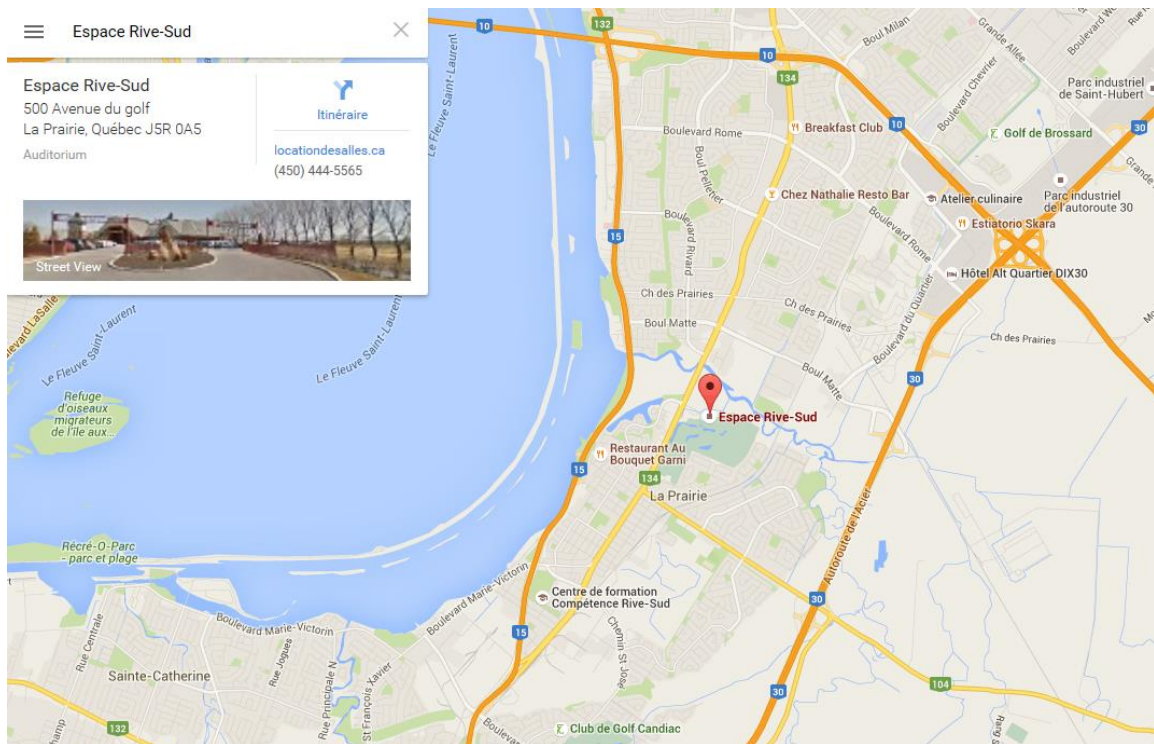 Espace Rive-Sud
Espace Rive-Sud
500 Avenue du golf
La Prairie, Québec J5R 0A5
Auditorium
Itinéraire
locationdesalles.ca
(450) 444-5565
Street View
Le Fleuve Saint-Laurent
Le Fleuve Saint-Laurent
Le Fleuve Saint-Laurent
Le Fleuve Saint-Laurent
10
132
10
134
Boul Milan
Grande Allée
Boulevard Chevrier
Parc industriel
de Saint-Hubert
30
10
Golf de Brossard
Grande Allée
Boulevard Rome
Breakfast Club
Boul Pelletier
Chez Nathalie Resto Bar
Atelier culinaire
Parc industriel
de l'autoroute 30
Estiatorio Skara
Boulevard Rome
Boulevard Rivard
15
Hôtel Alt Quartier DIX30
Ch des Prairies
Ch des Prairies
Boulevard du Quartier
Boul Matte
Ch des Prairies
Boul Matte
30
Refuge
d'oiseaux
migrateurs
de l'île aux...
Espace Rive-Sud
Restaurant Au
Bouquet Garni
15
134
La Prairie
Autoroute de l'Acier
Récré-O-Parc
- parc et plage
Centre de formation
Compétence Rive-Sud
30
Boulevard Marie-Victorin
Boulevard Marie-Victorin
15
Rue Centrale
Rue Jogues
Rue Principale N
St François Xavier
Chemin St José
Sainte-Catherine
104
30
132
Club de Golf Candiac